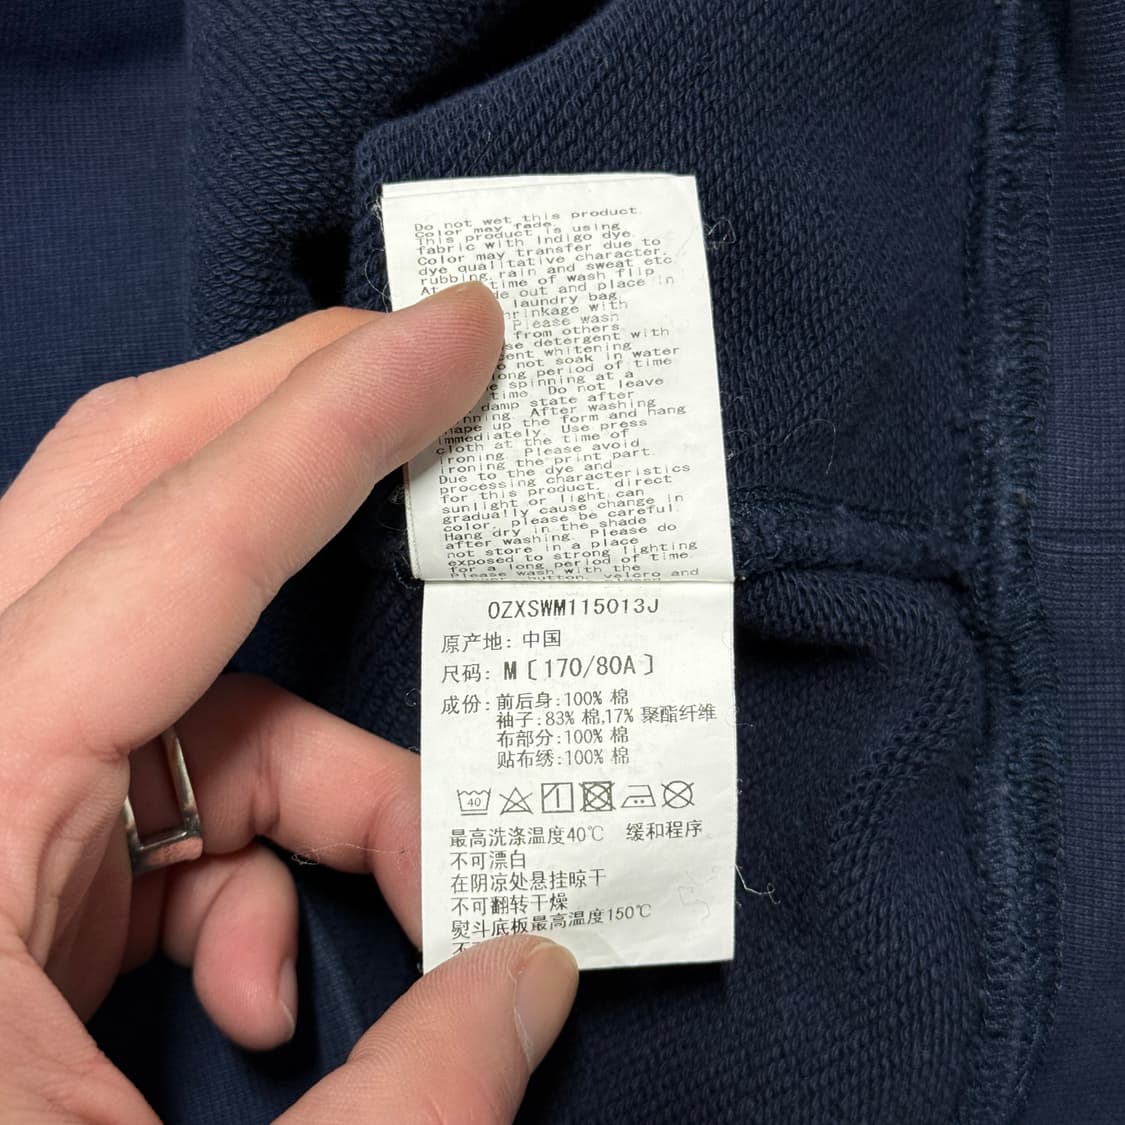 Do not wet this product.
Color may fade.
This product is using
fabric with Indigo dye.
Color may transfer due to
dye qualitative character,
rubbing, rain and sweat etc
At time of wash flip
de out and place in
laundry bag
hrinkage with
Please wash
from others
se detergent with
cent whitening
o not soak in water
long period of time
e spinning at a
time. Do not leave
damp state after
nning. After washing
hape up the form and hang
immediately. Use press
cloth at the time of
ironing. Please avoid
ironing the print part.
Due to the dye and
processing characteristics
for this product, direct
sunlight or light can
gradually cause change in
color, please be careful
Hang dry in the shade
after washing. Please do
not store in a place
exposed to strong lighting
for a long period of time
Please wash with the
button, velcro and
0ZXSWM115013J
原产地: 中国
尺码: M〔170/80A〕
成份: 前后身:100% 棉
袖子:83% 棉,17% 聚酯纤维
布部分:100% 棉
贴布绣:100% 棉
40
最高洗涤温度40℃ 缓和程序
不可漂白
在阴凉处悬挂晾干
不可翻转干燥
熨斗底板最高温度150℃
不